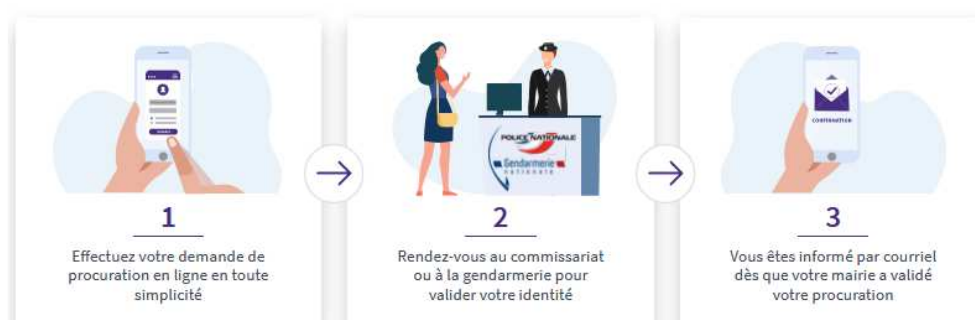 CONFIRMATION
POLICE NATIONALE
Gendarmerie
nationale
1
Effectuez votre demande de
procuration en ligne en toute
simplicité
2
Rendez-vous au commissariat
ou à la gendarmerie pour
valider votre identité
3
Vous êtes informé par courriel
dès que votre mairie a validé
votre procuration